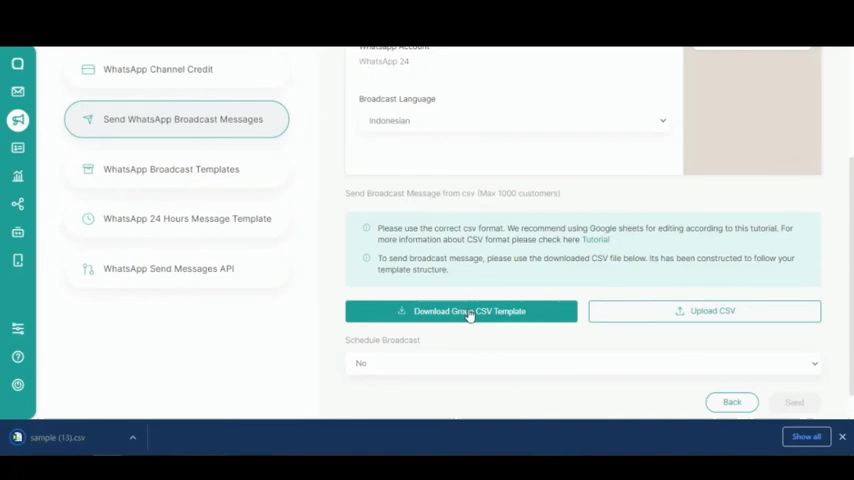 WhatsApp Channel Credit
Send WhatsApp Broadcast Messages
WhatsApp Broadcast Templates
WhatsApp 24 Hours Message Template
WhatsApp Send Messages API
Whatsapp Account
WhatsApp 24
Broadcast Language
Indonesian
Send Broadcast Message from csv (Max 1000 customers)
Please use the correct csv format. We recommend using Google sheets for editing according to this tutorial. For
more information about CSV format please check here Tutorial
To send broadcast message, please use the downloaded CSV file below. Its has been constructed to follow your
template structure.
Download Group CSV Template
Upload CSV
Schedule Broadcast
No
Back
Send
sample (13).csv
Show all